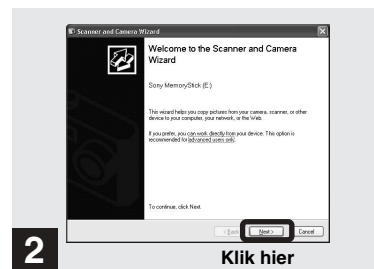 Scanner and Camera Wizard
Welcome to the Scanner and Camera
Wizard
Sony MemoryStick (E:)
This wizard helps you copy pictures from your camera, scanner, or other
device to your computer, your network, or the Web.
If you prefer, you can work directly from your device. This option is
recommended for advanced users only.
To continue, click Next.
< Back Next > Cancel
2
Klik hier